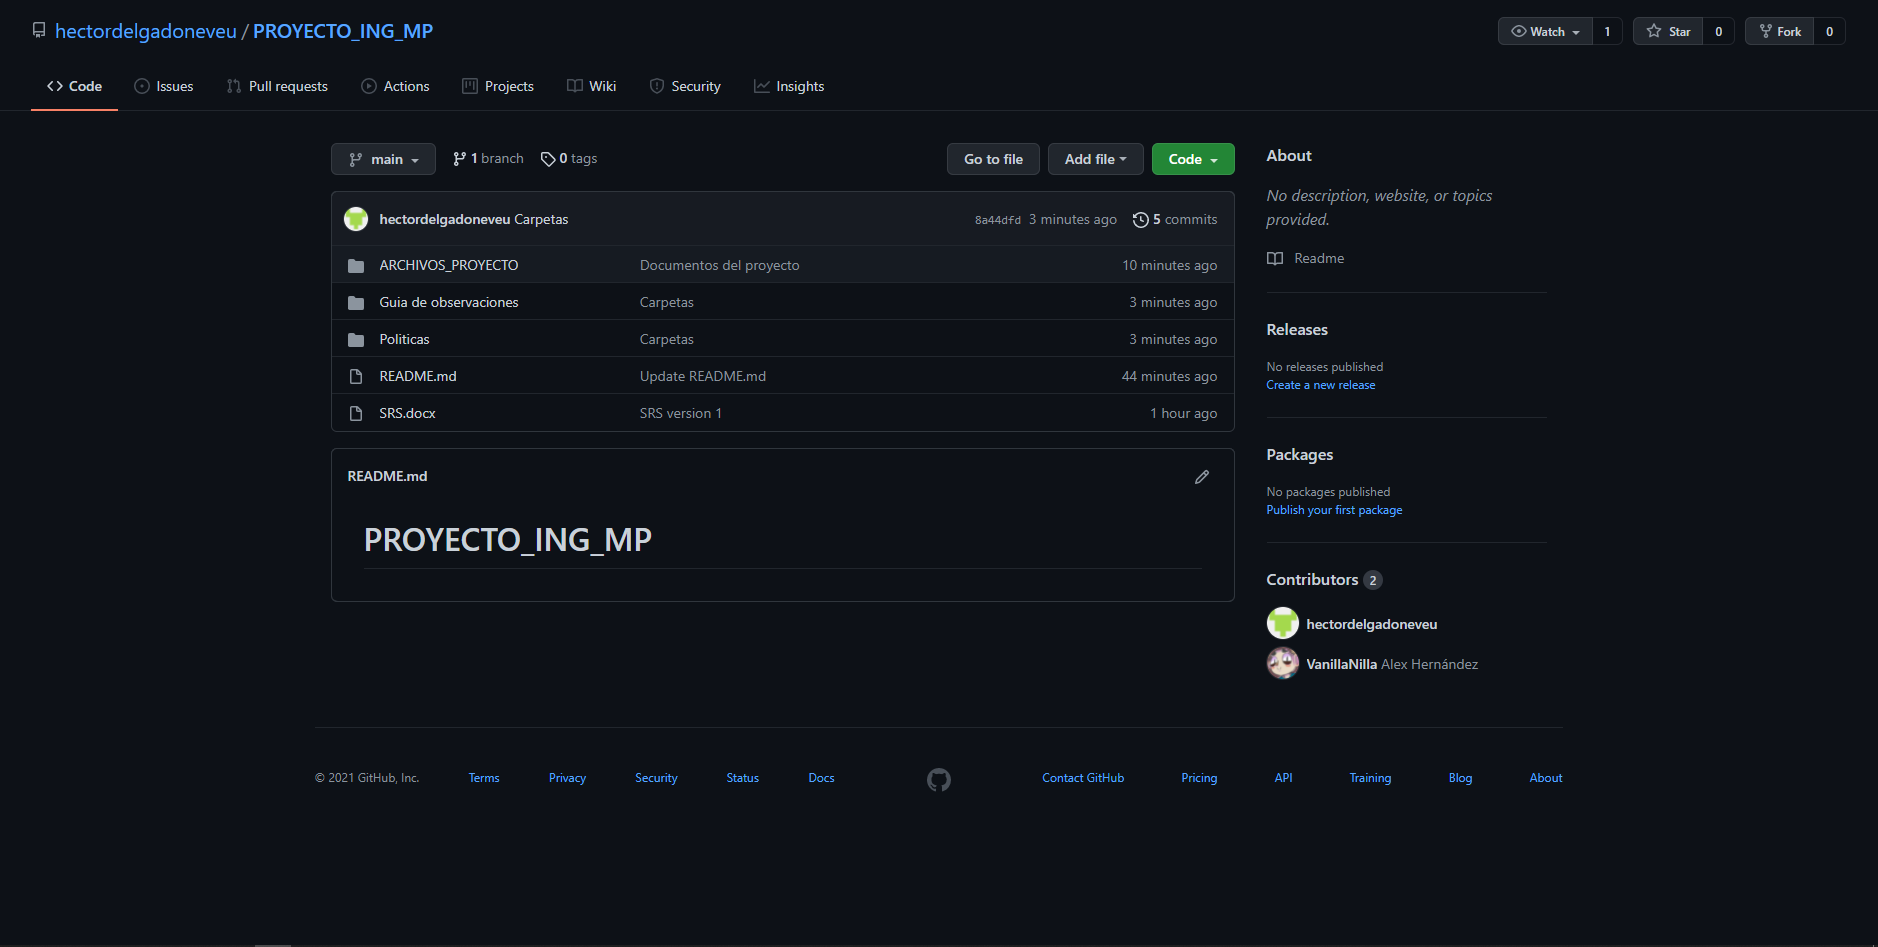 hectordelgadoneveu / PROYECTO_ING_MP
Watch 1 Star 0 Fork 0
Code Issues Pull requests Actions Projects Wiki Security Insights
main 1 branch 0 tags Go to file Add file Code
hectordelgadoneveu Carpetas 8a44dfd 3 minutes ago 5 commits
ARCHIVOS_PROYECTO Documentos del proyecto 10 minutes ago
Guia de observaciones Carpetas 3 minutes ago
Politicas Carpetas 3 minutes ago
README.md Update README.md 44 minutes ago
SRS.docx SRS version 1 1 hour ago
README.md
PROYECTO_ING_MP
About
No description, website, or topics
provided.
Readme
Releases
No releases published
Create a new release
Packages
No packages published
Publish your first package
Contributors 2
hectordelgadoneveu
VanillaNilla Alex Hernández
© 2021 GitHub, Inc. Terms Privacy Security Status Docs Contact GitHub Pricing API Training Blog About